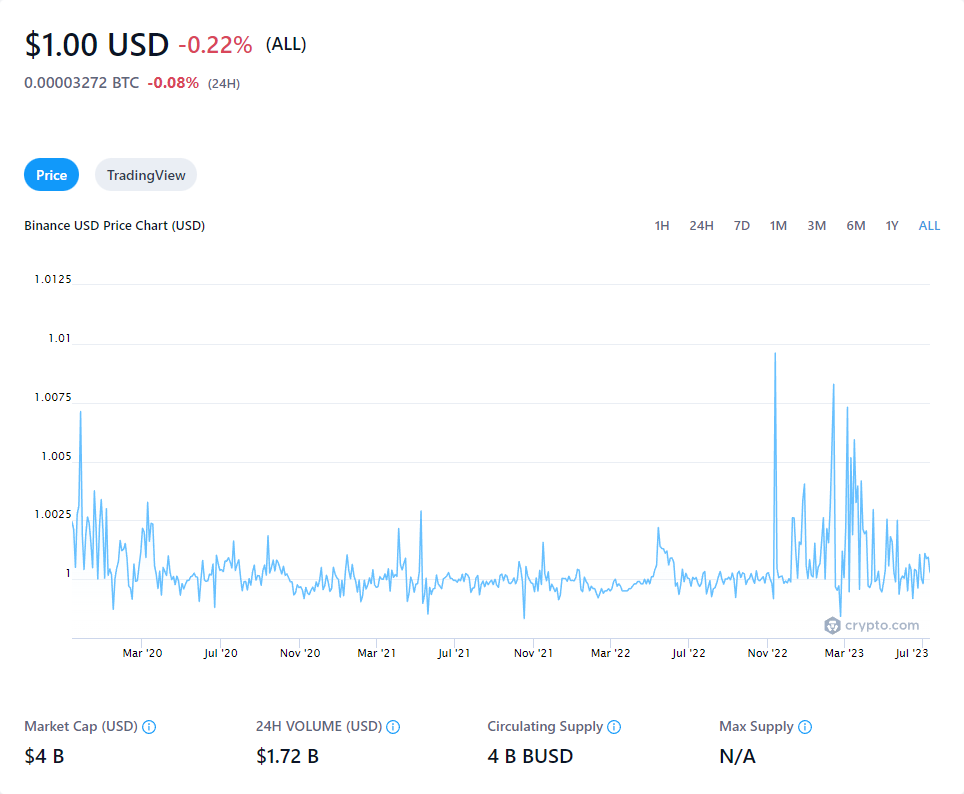 $1.00 USD -0.22% (ALL)
0.00003272 BTC -0.08% (24H)
Price TradingView
Binance USD Price Chart (USD) 1H 24H 7D 1M 3M 6M 1Y ALL
1.0125
1.01
1.0075
1.005
1.0025
1
crypto.com
Mar '20 Jul '20 Nov '20 Mar '21 Jul '21 Nov '21 Mar '22 Jul '22 Nov '22 Mar '23 Jul '23
Market Cap (USD) 24H VOLUME (USD) Circulating Supply Max Supply
$4 B $1.72 B 4 B BUSD N/A